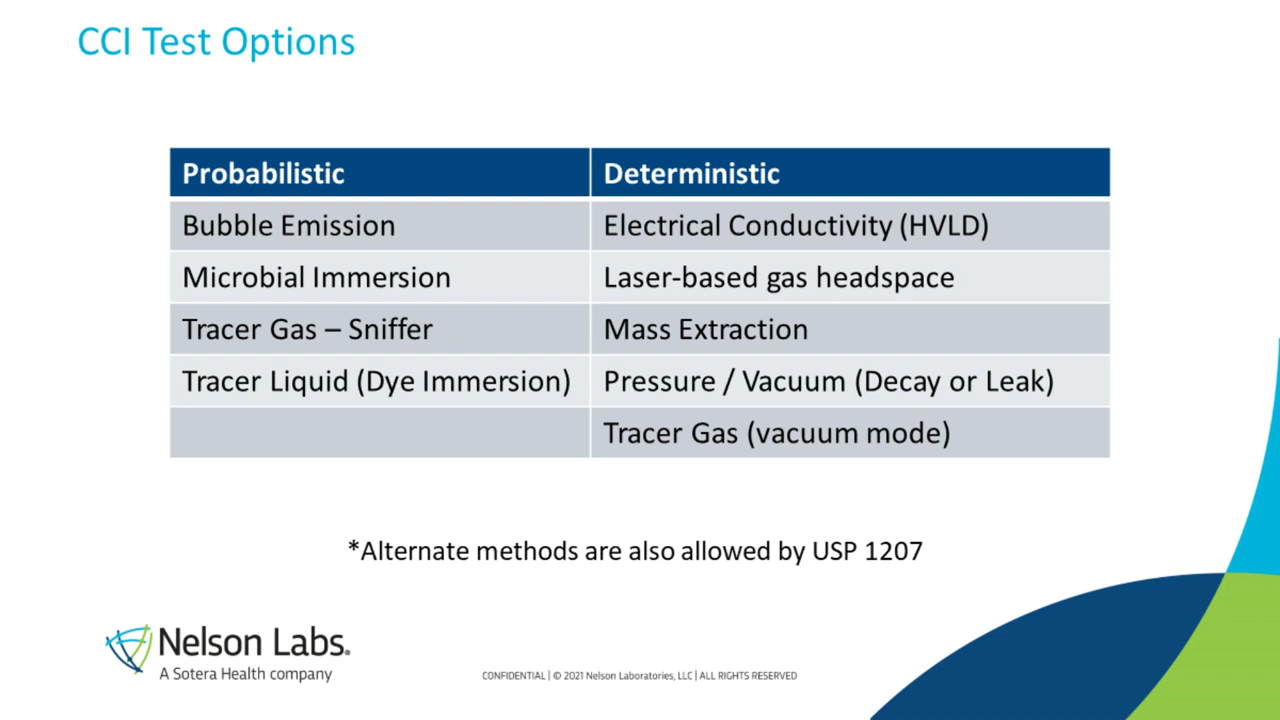 CCI Test Options
Probabilistic Deterministic
Bubble Emission Electrical Conductivity (HVLD)
Microbial Immersion Laser-based gas headspace
Tracer Gas – Sniffer Mass Extraction
Tracer Liquid (Dye Immersion) Pressure / Vacuum (Decay or Leak)
Tracer Gas (vacuum mode)
*Alternate methods are also allowed by USP 1207
Nelson Labs®
A Sotera Health company
CONFIDENTIAL | © 2021 Nelson Laboratories, LLC | ALL RIGHTS RESERVED